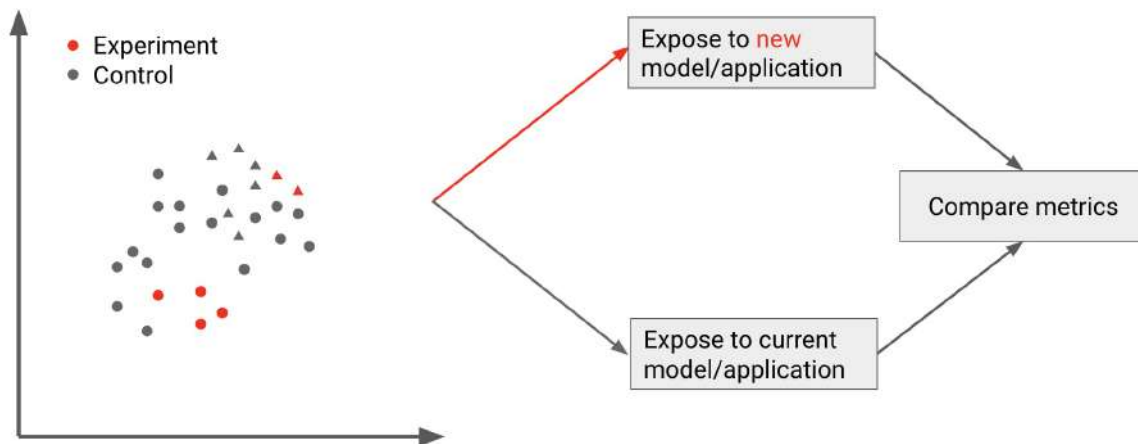 Experiment
Control
Expose to new
model/application
Compare metrics
Expose to current
model/application